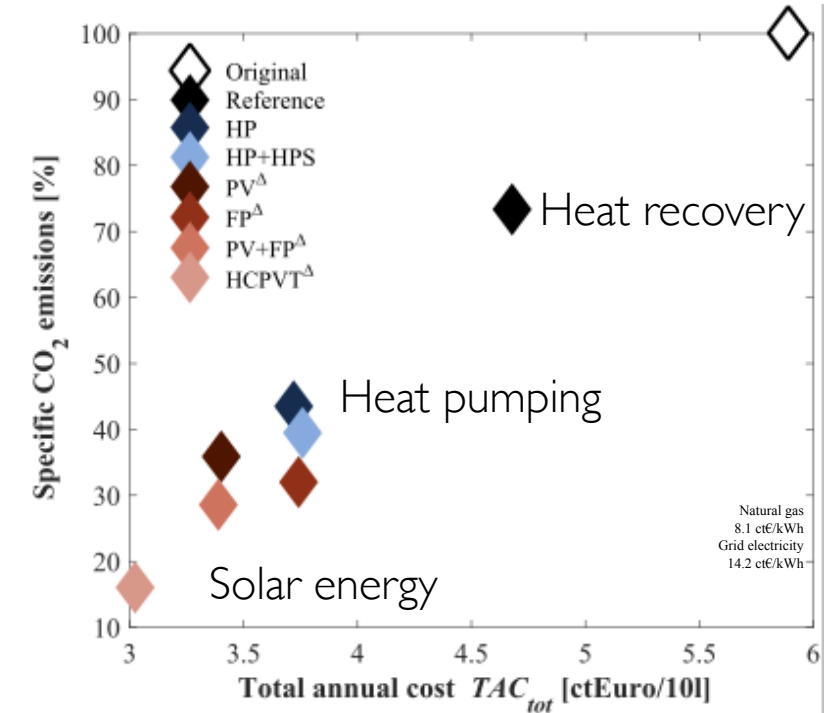 100
90
80
70
60
50
40
30
20
10
Specific CO₂ emissions [%]
Original
Reference
HP
HP+HPS
PV^Δ
FP^Δ
PV+FP^Δ
HCPVT^Δ
Heat recovery
Heat pumping
Solar energy
Natural gas
8.1 ct€/kWh
Grid electricity
14.2 ct€/kWh
3 3.5 4 4.5 5 5.5 6
Total annual cost TAC_tot [ctEuro/10l]